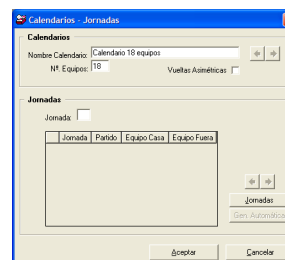 Calendarios - Jornadas
Calendarios
Nombre Calendario: Calendario 18 equipos
Nº. Equipos: 18
Vueltas Asimétricas
Jornadas
Jornada:
Jornada Partido Equipo Casa Equipo Fuera
Jornadas
Gen. Automática
Aceptar Cancelar